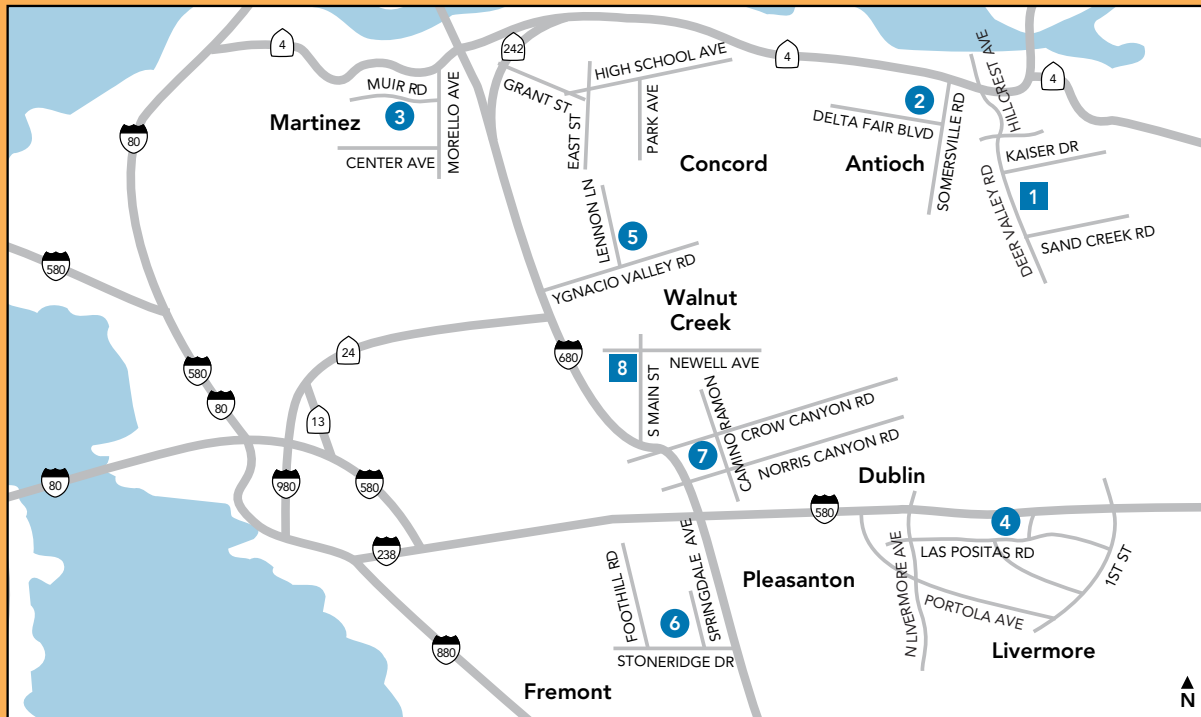 4
242
HIGH SCHOOL AVE
4
HILLCREST AVE
4
MUIR RD
GRANT ST
2
3
Martinez
MORELLO AVE
EAST ST
PARK AVE
DELTA FAIR BLVD
SOMERSVILLE RD
80
CENTER AVE
Concord
Antioch
KAISER DR
1
LENNON LN
5
DEER VALLEY RD
SAND CREEK RD
580
YGNACIO VALLEY RD
Walnut
Creek
24
680
8
NEWELL AVE
580
S MAIN ST
CAMINO RAMON
80
13
CROW CANYON RD
7
NORRIS CANYON RD
80
980
580
Dublin
580
4
238
SPRINGDALE AVE
N LIVERMORE AVE
LAS POSITAS RD
1ST ST
FOOTHILL RD
Pleasanton
PORTOLA AVE
6
880
STONERIDGE DR
Livermore
Fremont
N